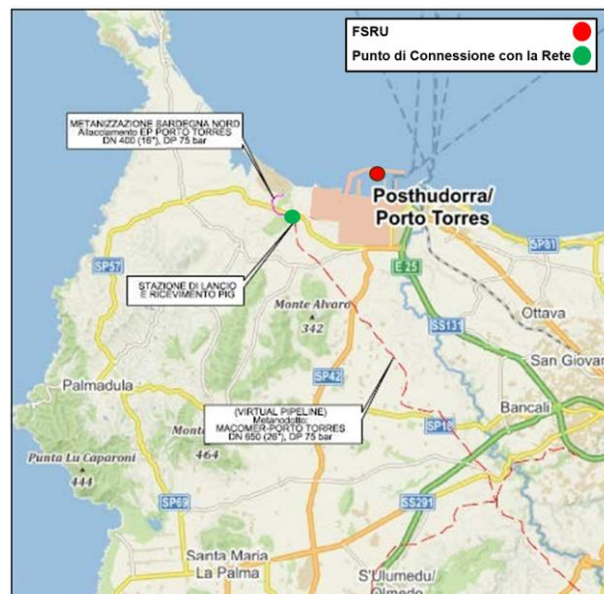 FSRU
Punto di Connessione con la Rete
METANIZZAZIONE SARDEGNA NORD
Allacciamento EP PORTO TORRES
DN 400 (16"), DP 75 bar
Posthudorra/
Porto Torres
SP81
SP57
E 25
STAZIONE DI LANCIO
E RICEVIMENTO PIG
Monte Alvaro
342
Ottava
SS131
San Giovan
SP42
Palmadula
Bancali
(VIRTUAL PIPELINE)
Metanodotto:
MACOMER-PORTO TORRES
DN 650 (26"), DP 75 bar
SP18
Mont
464
Punta Lu Caparoni
444
SP69
SS291
Santa Maria
La Palma
S'Ulumedu/
Olmedo